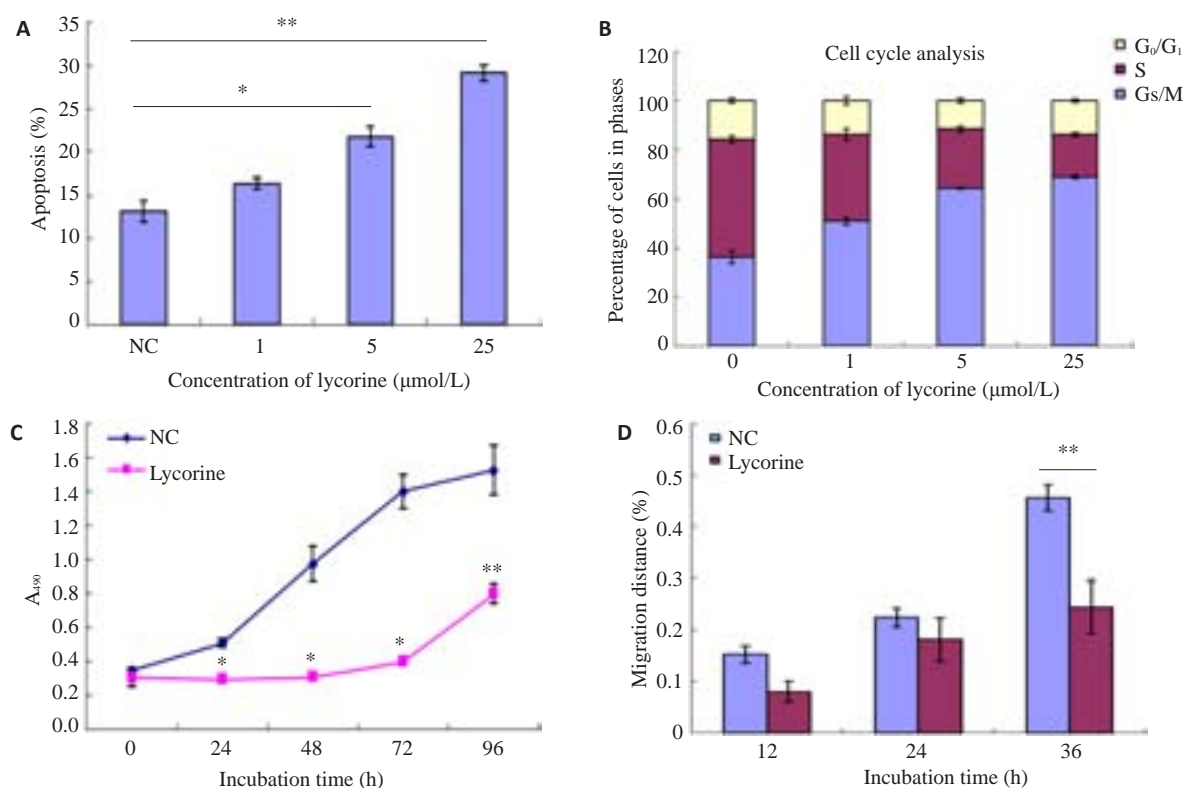 A
35
30
25
20
15
10
5
0
Apoptosis (%)
**
*
NC 1 5 25
Concentration of lycorine (μmol/L)
B
Cell cycle analysis
G₀/G₁
S
Gs/M
120
100
80
60
40
20
0
Percentage of cells in phases
0 1 5 25
Concentration of lycorine (μmol/L)
C
1.8
1.6
1.4
1.2
1.0
0.8
0.6
0.4
0.2
0.0
A₄₉₀
NC
Lycorine
* * * **
0 24 48 72 96
Incubation time (h)
D
0.6
0.5
0.4
0.3
0.2
0.1
0
Migration distance (%)
NC
Lycorine
**
12 24 36
Incubation time (h)